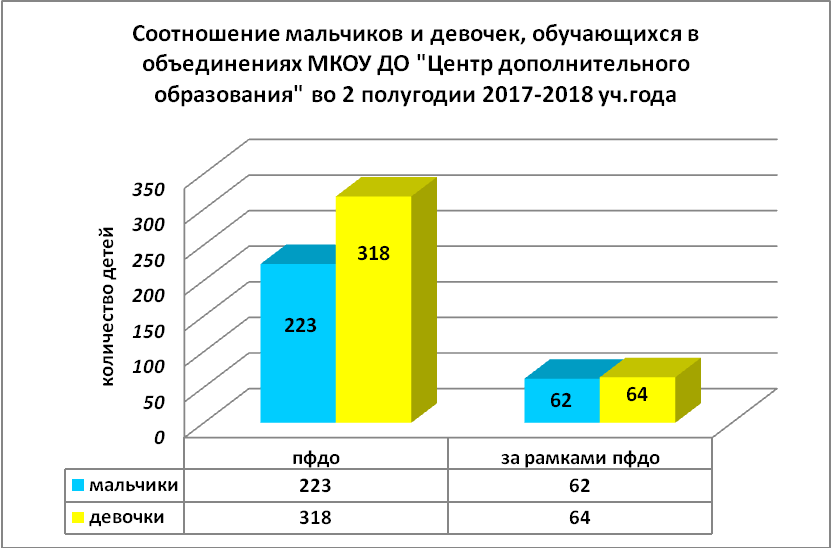 Соотношение мальчиков и девочек, обучающихся в
объединениях МКОУ ДО "Центр дополнительного
образования" во 2 полугодии 2017-2018 уч.года
количество детей
350
300
250
200
150
100
50
0
223
318
62
64
пфдо за рамками пфдо
мальчики 223 62
девочки 318 64